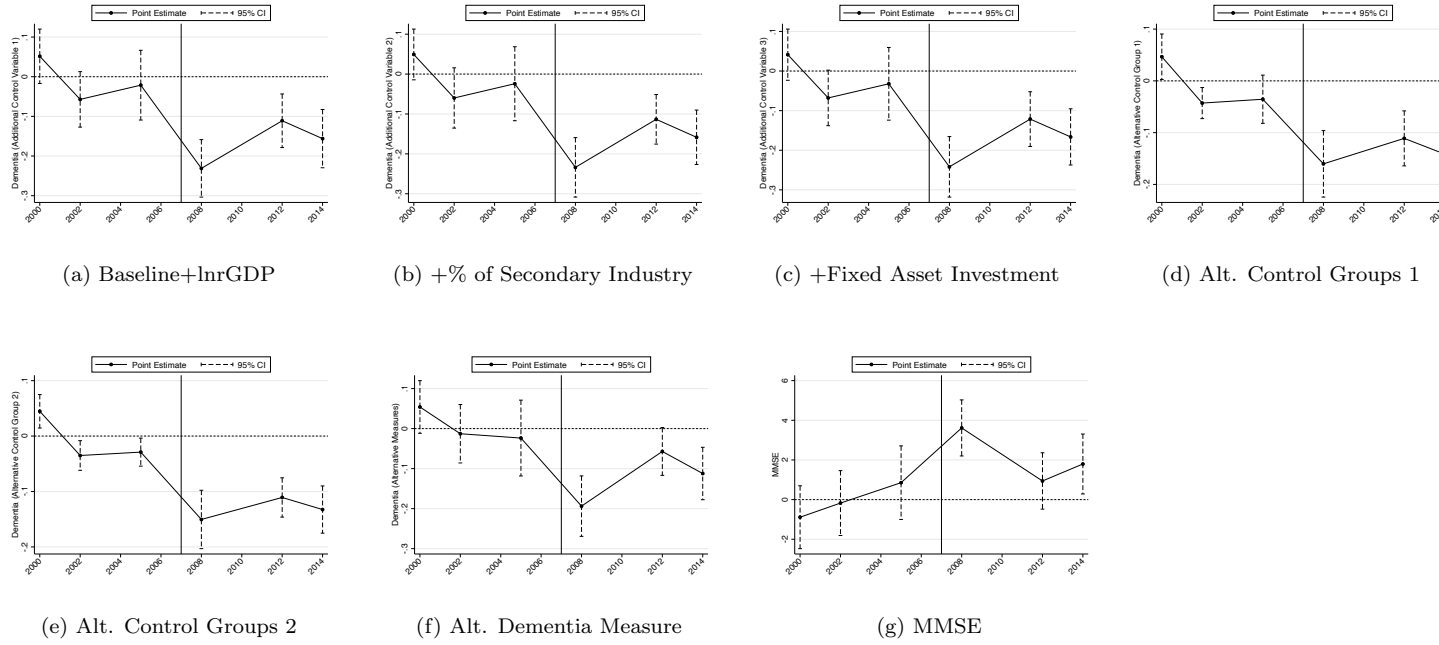 Point Estimate 95% CI
Dementia (Additional Control Variable 1)
.1
0
-.1
-.2
-.3
2000 2002 2004 2006 2008 2010 2012 2014
(a) Baseline+lnrGDP
Point Estimate 95% CI
Dementia (Additional Control Variable 2)
.1
0
-.1
-.2
-.3
2000 2002 2004 2006 2008 2010 2012 2014
(b) +% of Secondary Industry
Point Estimate 95% CI
Dementia (Additional Control Variable 3)
.1
0
-.1
-.2
-.3
2000 2002 2004 2006 2008 2010 2012 2014
(c) +Fixed Asset Investment
Point Estimate 95% CI
Dementia (Alternative Control Group 1)
.1
0
-.1
-.2
2000 2002 2004 2006 2008 2010 2012
(d) Alt. Control Groups 1
Point Estimate 95% CI
Dementia (Alternative Control Group 2)
.1
0
-.1
-.2
2000 2002 2004 2006 2008 2010 2012 2014
(e) Alt. Control Groups 2
Point Estimate 95% CI
Dementia (Alternative Measures)
.1
0
-.1
-.2
-.3
2000 2002 2004 2006 2008 2010 2012 2014
(f) Alt. Dementia Measure
Point Estimate 95% CI
MMSE
6
4
2
0
-2
2000 2002 2004 2006 2008 2010 2012 2014
(g) MMSE